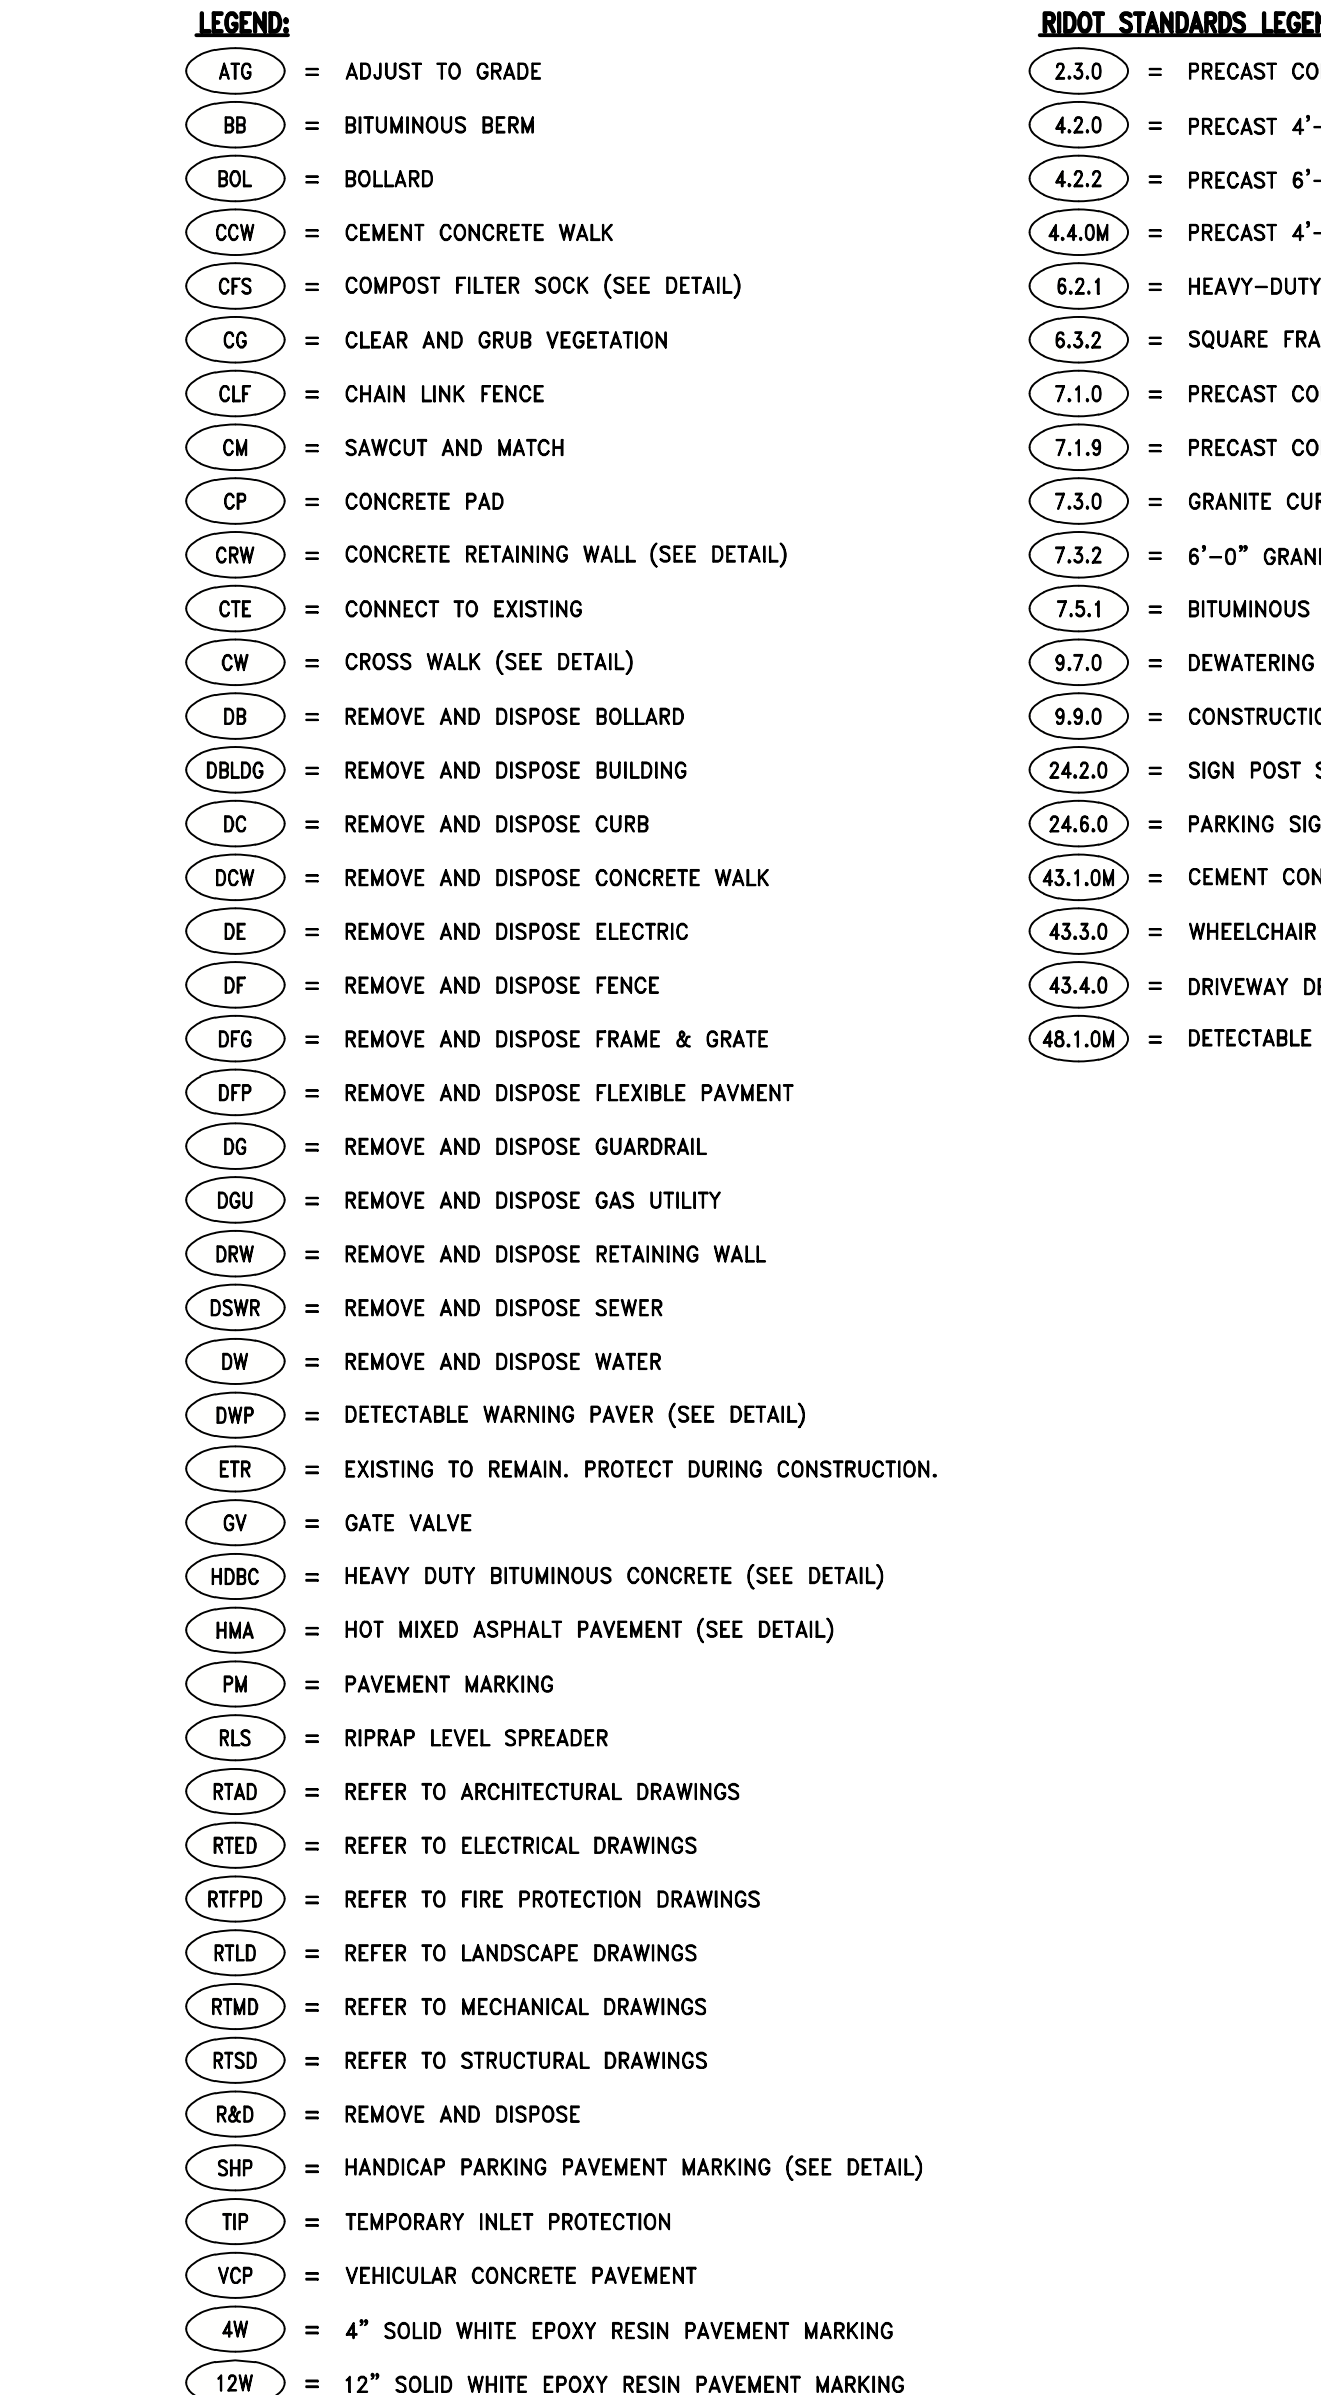 LEGEND:
ATG = ADJUST TO GRADE
BB = BITUMINOUS BERM
BOL = BOLLARD
CCW = CEMENT CONCRETE WALK
CFS = COMPOST FILTER SOCK (SEE DETAIL)
CG = CLEAR AND GRUB VEGETATION
CLF = CHAIN LINK FENCE
CM = SAWCUT AND MATCH
CP = CONCRETE PAD
CRW = CONCRETE RETAINING WALL (SEE DETAIL)
CTE = CONNECT TO EXISTING
CW = CROSS WALK (SEE DETAIL)
DB = REMOVE AND DISPOSE BOLLARD
DBLDG = REMOVE AND DISPOSE BUILDING
DC = REMOVE AND DISPOSE CURB
DCW = REMOVE AND DISPOSE CONCRETE WALK
DE = REMOVE AND DISPOSE ELECTRIC
DF = REMOVE AND DISPOSE FENCE
DFG = REMOVE AND DISPOSE FRAME & GRATE
DFP = REMOVE AND DISPOSE FLEXIBLE PAVMENT
DG = REMOVE AND DISPOSE GUARDRAIL
DGU = REMOVE AND DISPOSE GAS UTILITY
DRW = REMOVE AND DISPOSE RETAINING WALL
DSWR = REMOVE AND DISPOSE SEWER
DW = REMOVE AND DISPOSE WATER
DWP = DETECTABLE WARNING PAVER (SEE DETAIL)
ETR = EXISTING TO REMAIN. PROTECT DURING CONSTRUCTION.
GV = GATE VALVE
HDBC = HEAVY DUTY BITUMINOUS CONCRETE (SEE DETAIL)
HMA = HOT MIXED ASPHALT PAVEMENT (SEE DETAIL)
PM = PAVEMENT MARKING
RLS = RIPRAP LEVEL SPREADER
RTAD = REFER TO ARCHITECTURAL DRAWINGS
RTED = REFER TO ELECTRICAL DRAWINGS
RTFPD = REFER TO FIRE PROTECTION DRAWINGS
RTLD = REFER TO LANDSCAPE DRAWINGS
RTMD = REFER TO MECHANICAL DRAWINGS
RTSD = REFER TO STRUCTURAL DRAWINGS
R&D = REMOVE AND DISPOSE
SHP = HANDICAP PARKING PAVEMENT MARKING (SEE DETAIL)
TIP = TEMPORARY INLET PROTECTION
VCP = VEHICULAR CONCRETE PAVEMENT
4W = 4” SOLID WHITE EPOXY RESIN PAVEMENT MARKING
12W = 12” SOLID WHITE EPOXY RESIN PAVEMENT MARKING
RIDOT STANDARDS
2.3.0 = PRECAST
4.2.0 = PRECAST 4’-
4.2.2 = PRECAST 6’-
4.4.0M = PRECAST 4’-
6.2.1 = HEAVY-DUTY
6.3.2 = SQUARE
7.1.0 = PRECAST
7.1.9 = PRECAST
7.3.0 = GRANITE
7.3.2 = 6’-0”
7.5.1 = BITUMINOUS
9.7.0 = DEWATERING
9.9.0 =
24.2.0 = SIGN POST
24.6.0 = PARKING
43.1.0M = CEMENT
43.3.0 = WHEELCHAIR
43.4.0 = DRIVEWAY
48.1.0M = DETECTABLE